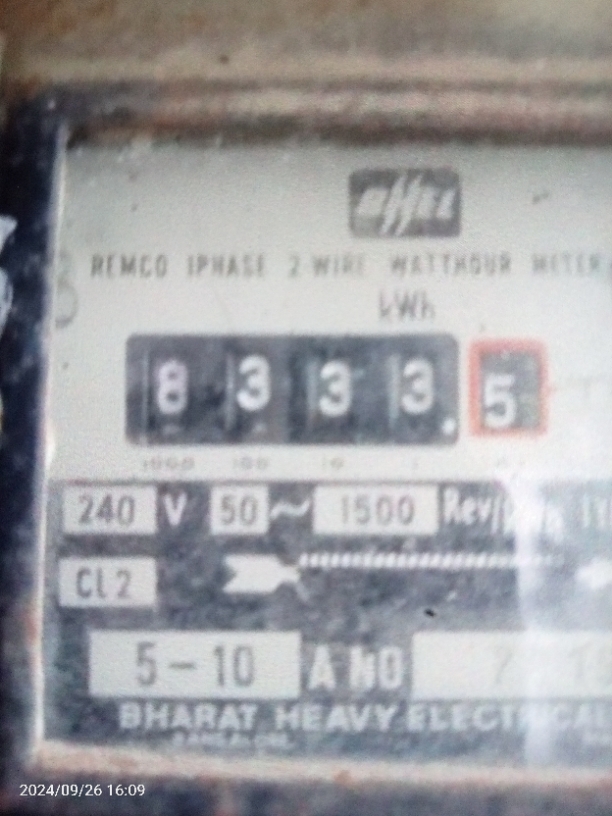 REMCO 1PHASE 2 WIRE WATTHOUR METER
kWh
8 3 3 3 . 5
1000 100 10 1
240 V 50 ~ 1500
CL 2
5-10 A NO
BHARAT HEAVY
2024/09/26 16:09